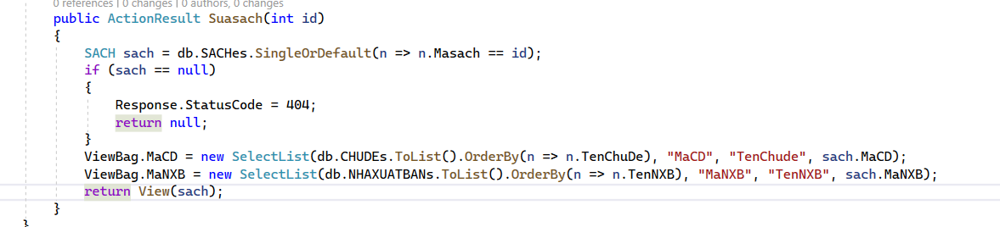 0 references | 0 changes | 0 authors, 0 changes
public ActionResult Suasach(int id)
{
SACH sach = db.SACHes.SingleOrDefault(n => n.Masach == id);
if (sach == null)
{
Response.StatusCode = 404;
return null;
}
ViewBag.MaCD = new SelectList(db.CHUDEs.ToList().OrderBy(n => n.TenChuDe), "MaCD", "TenChude", sach.MaCD);
ViewBag.MaNXB = new SelectList(db.NHAXUATBANs.ToList().OrderBy(n => n.TenNXB), "MaNXB", "TenNXB", sach.MaNXB);
return View(sach);
}
}